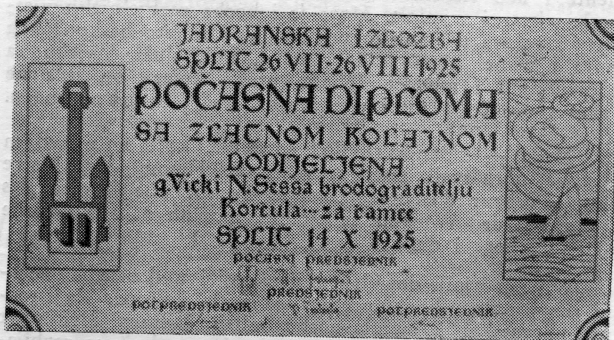 JADRANSKA IZLOŽBA
SPLIT 26 VII-26 VIII 1925
POČASNA DIPLOMA
SA ZLATNOM KOLAJNOM
DODIJELJENA
g. Vicki N. Sessa brodograditelju
Korčula --- za čamce
SPLIT 14 X 1925
POČASNI PREDSJEDNIK
PREDSJEDNIK
POTPREDSJEDNIK POTPREDSJEDNIK